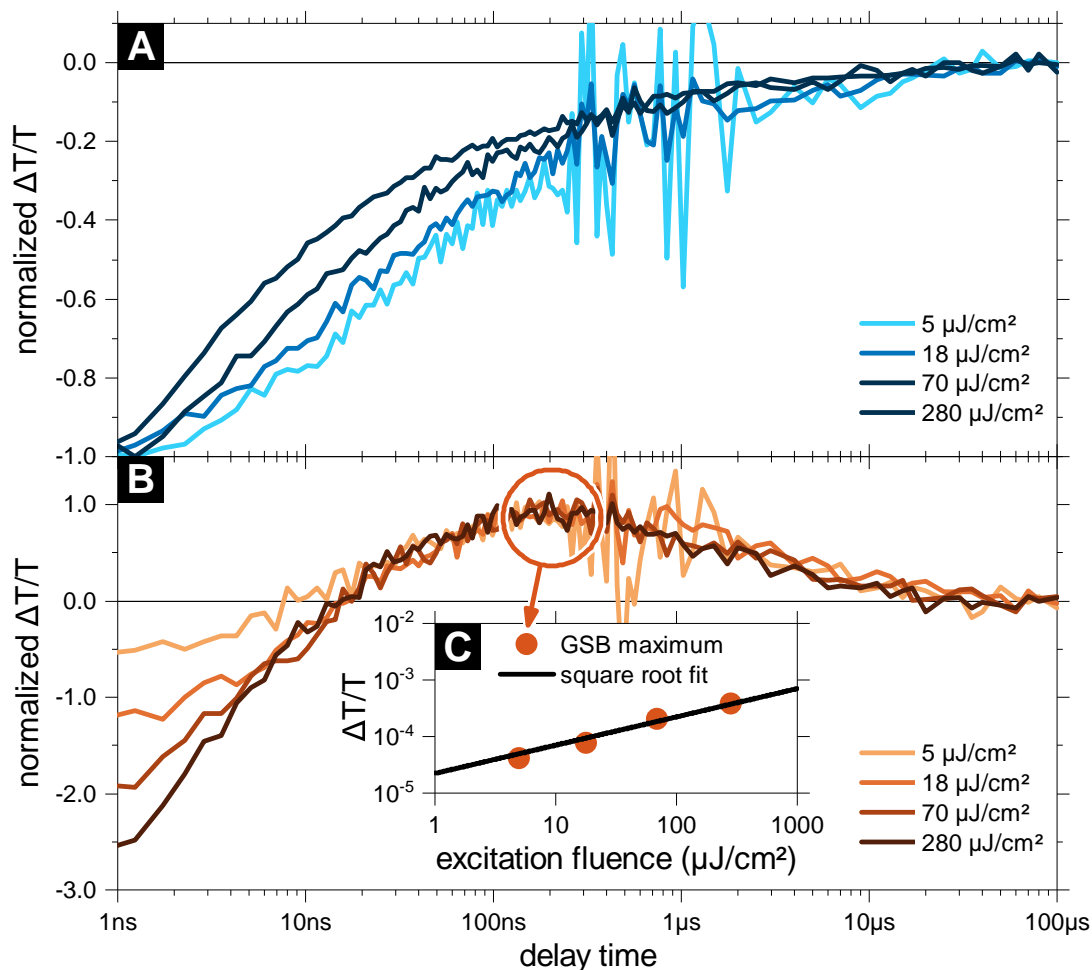 A
normalized ΔT/T
0.0
-0.2
-0.4
-0.6
-0.8
-1.0
5 µJ/cm²
18 µJ/cm²
70 µJ/cm²
280 µJ/cm²
B
normalized ΔT/T
1.0
0.0
-1.0
-2.0
-3.0
C
GSB maximum
square root fit
ΔT/T
10⁻²
10⁻³
10⁻⁴
10⁻⁵
1 10 100 1000
excitation fluence (µJ/cm²)
5 µJ/cm²
18 µJ/cm²
70 µJ/cm²
280 µJ/cm²
1ns 10ns 100ns 1µs 10µs 100µs
delay time